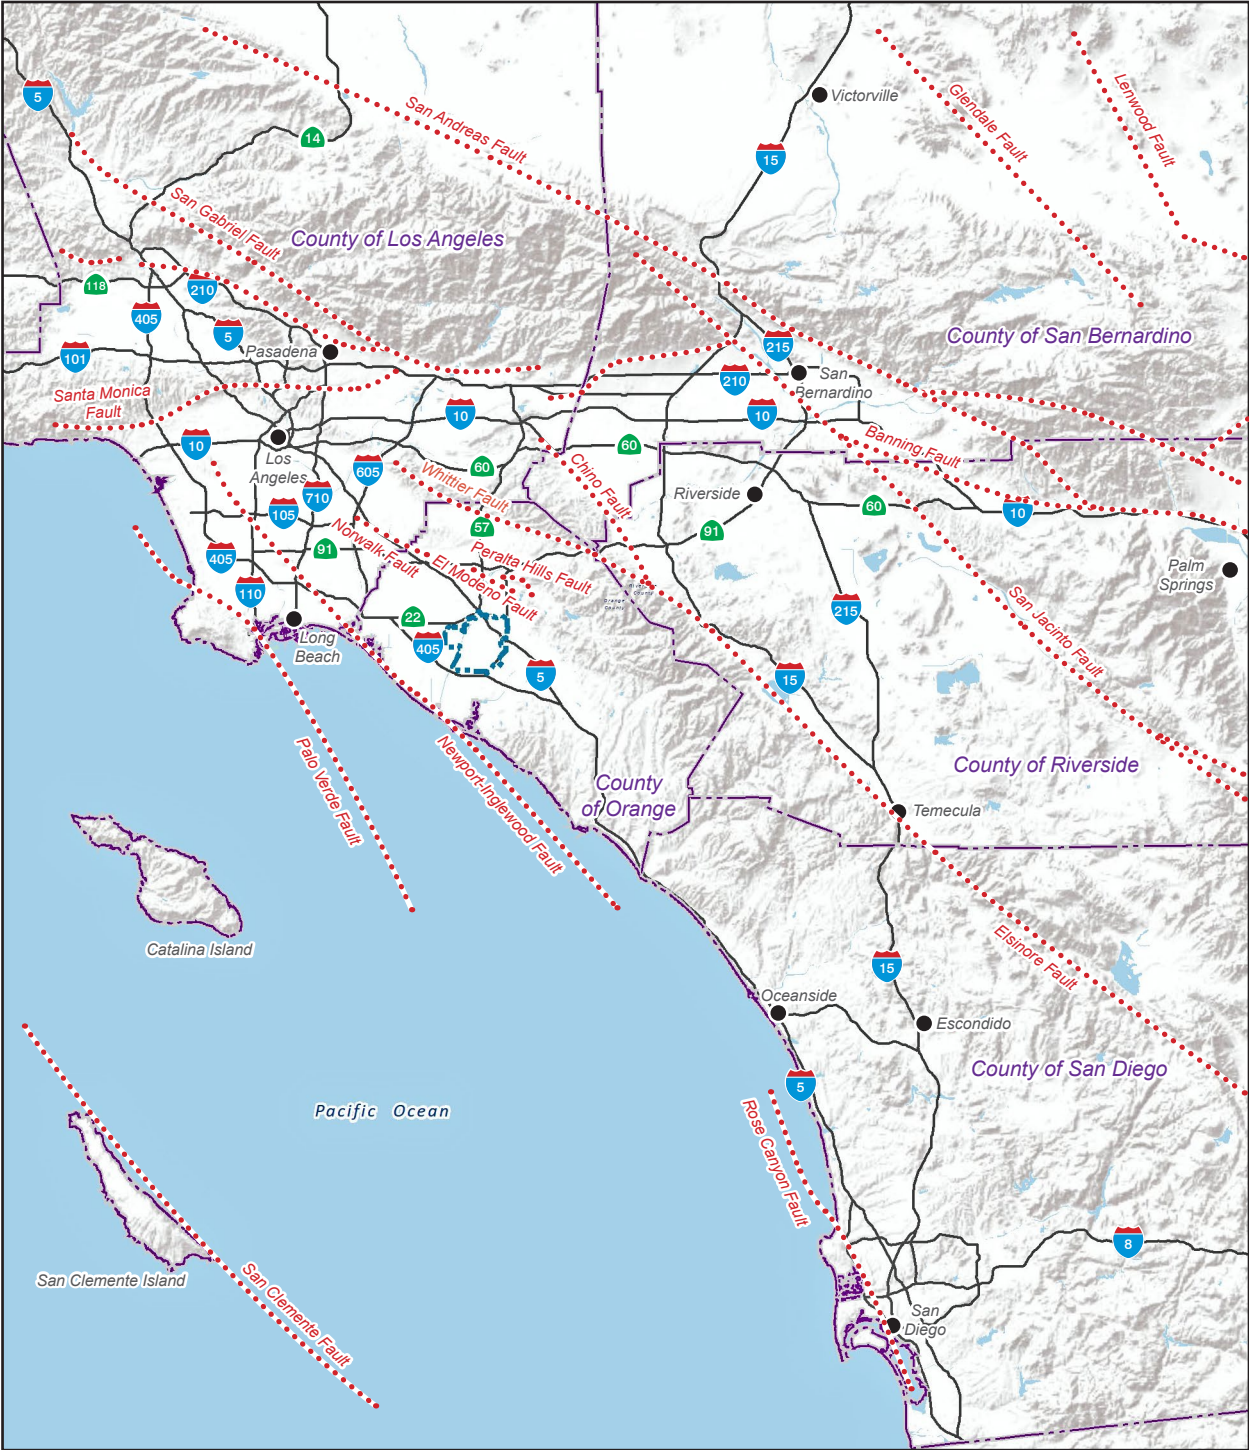 Victorville
5
Glendale Fault
Lenwood Fault
San Andreas Fault
14
15
San Gabriel Fault
County of Los Angeles
118
210
405
5
County of San Bernardino
215
Pasadena
101
210
San
Bernardino
Santa Monica
Fault
10
10
10
Banning Fault
60
Los
Angeles
605
60
Whittier Fault
Chino Fault
710
Riverside
105
57
60
10
Norwalk Fault
91
91
405
Peralta Hills Fault
El Modeno Fault
Palm
Springs
110
River
County
Orange
County
22
215
San Jacinto Fault
Long
Beach
405
5
15
Palo Verde Fault
Newport-Inglewood Fault
County of Riverside
County
of Orange
Temecula
Catalina Island
Elsinore Fault
15
Oceanside
Escondido
5
County of San Diego
Pacific Ocean
Rose Canyon Fault
8
San Clemente Island
San Clemente Fault
San
Diego